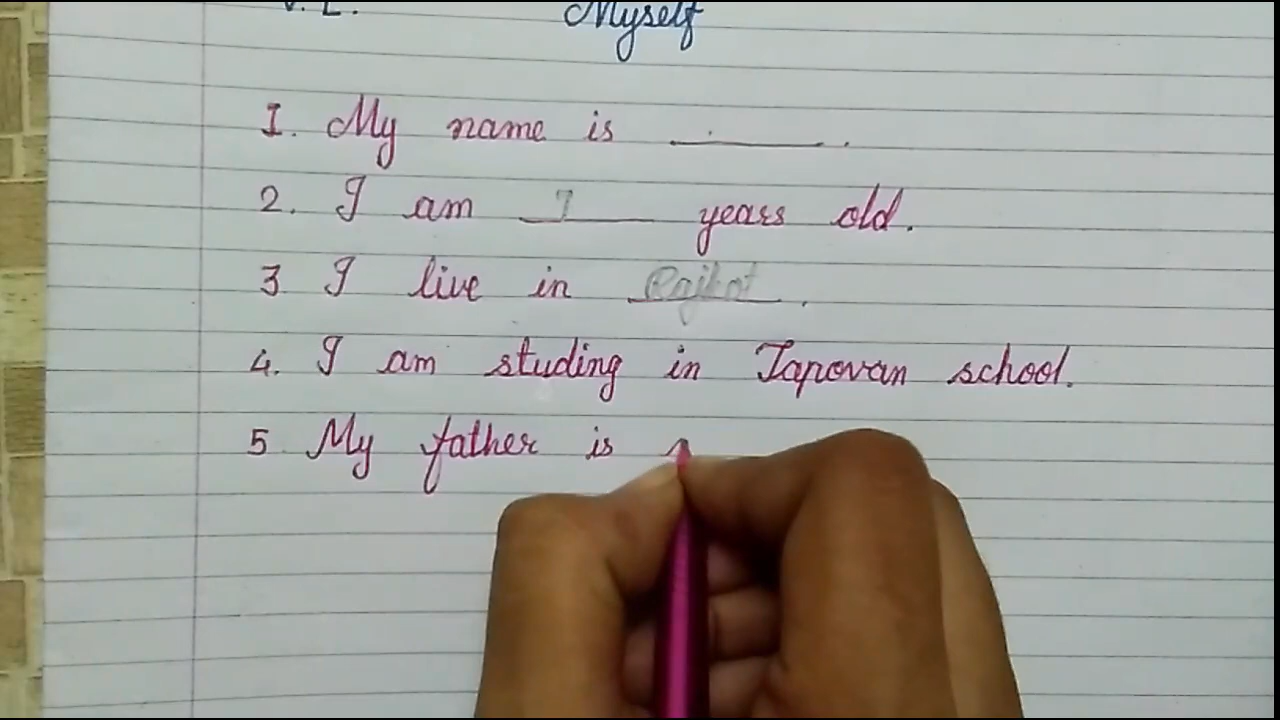 Myself
1. My name is ______.
2. I am 7 years old.
3 I live in Rajkot.
4. I am studing in Tapovan school.
5 My father is